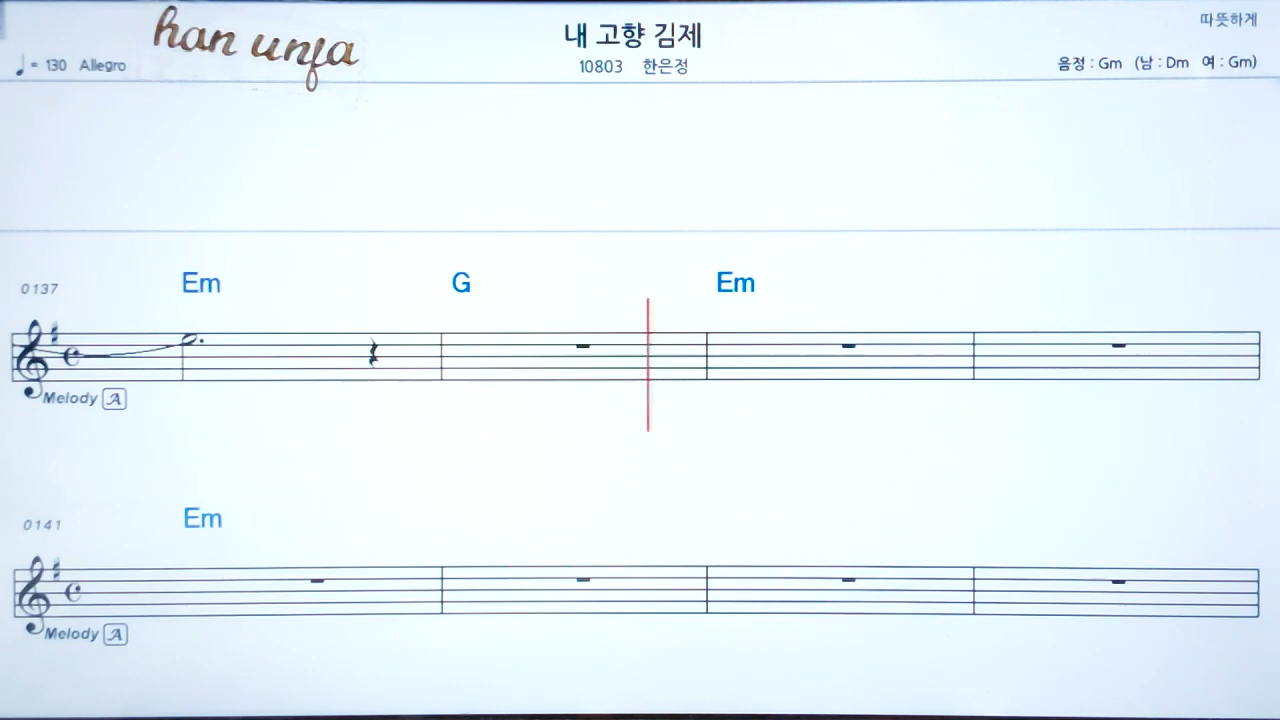 han unja
내 고향 김제
따뜻하게
♩= 130 Allegro
10803 한은정
음정 : Gm (남 : Dm 여 : Gm)
0137 Em G Em
Melody A
0141 Em
Melody A